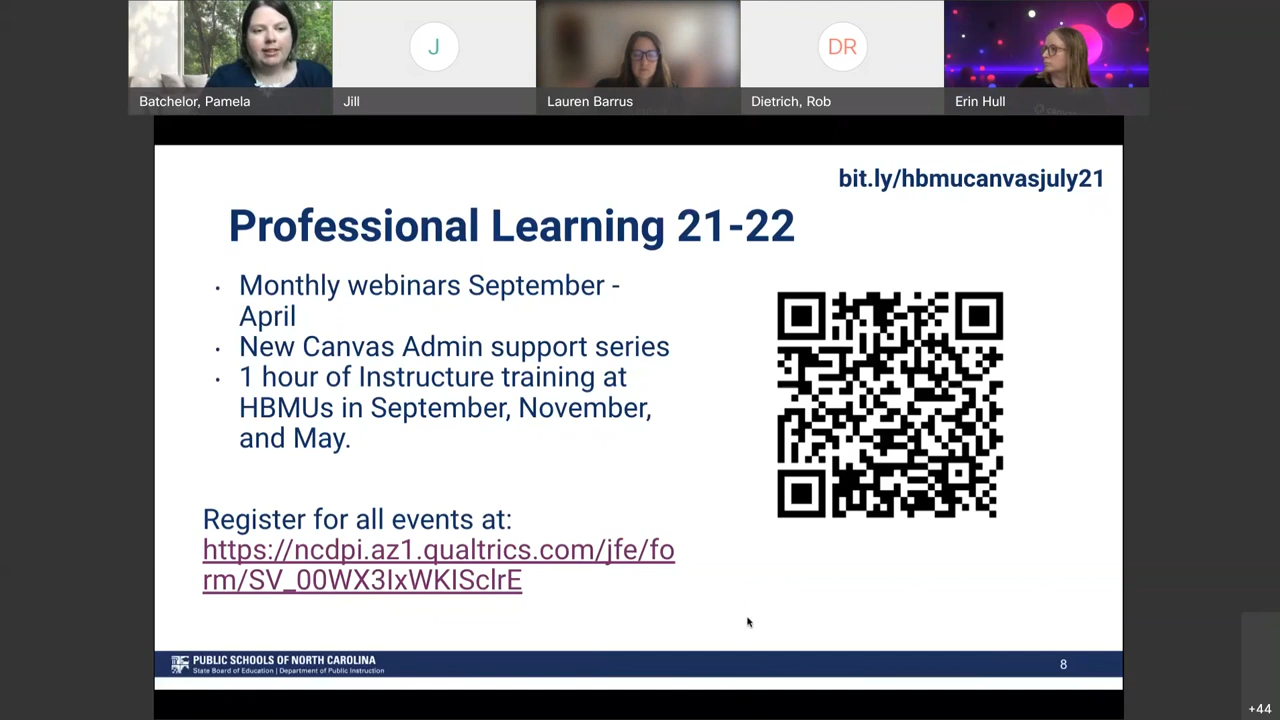 J
DR
Batchelor, Pamela
Jill
Lauren Barrus
Dietrich, Rob
Erin Hull
bit.ly/hbmucanvasjuly21
Professional Learning 21-22
• Monthly webinars September -
April
• New Canvas Admin support series
• 1 hour of Instructure training at
HBMUs in September, November,
and May.
Register for all events at:
https://ncdpi.az1.qualtrics.com/jfe/fo
rm/SV_00WX3IxWKISclrE
PUBLIC SCHOOLS OF NORTH CAROLINA
State Board of Education | Department of Public Instruction
8
+44